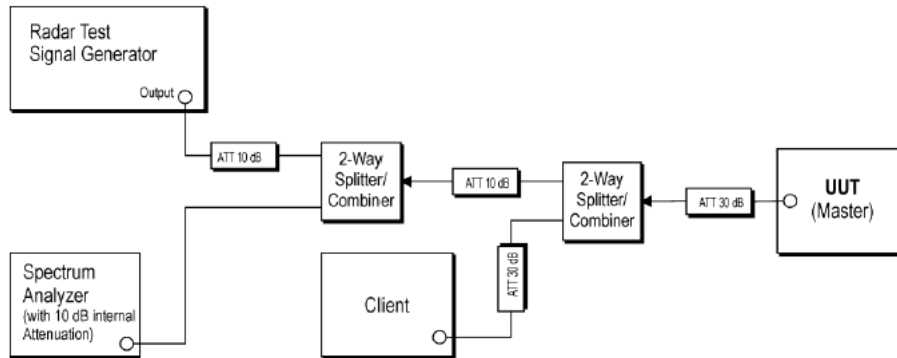 Radar Test
Signal Generator
Output
ATT 10 dB
2-Way
Splitter/
Combiner
ATT 10 dB
2-Way
Splitter/
Combiner
ATT 30 dB
UUT
(Master)
Spectrum
Analyzer
(with 10 dB internal
Attenuation)
Client
ATT 30 dB